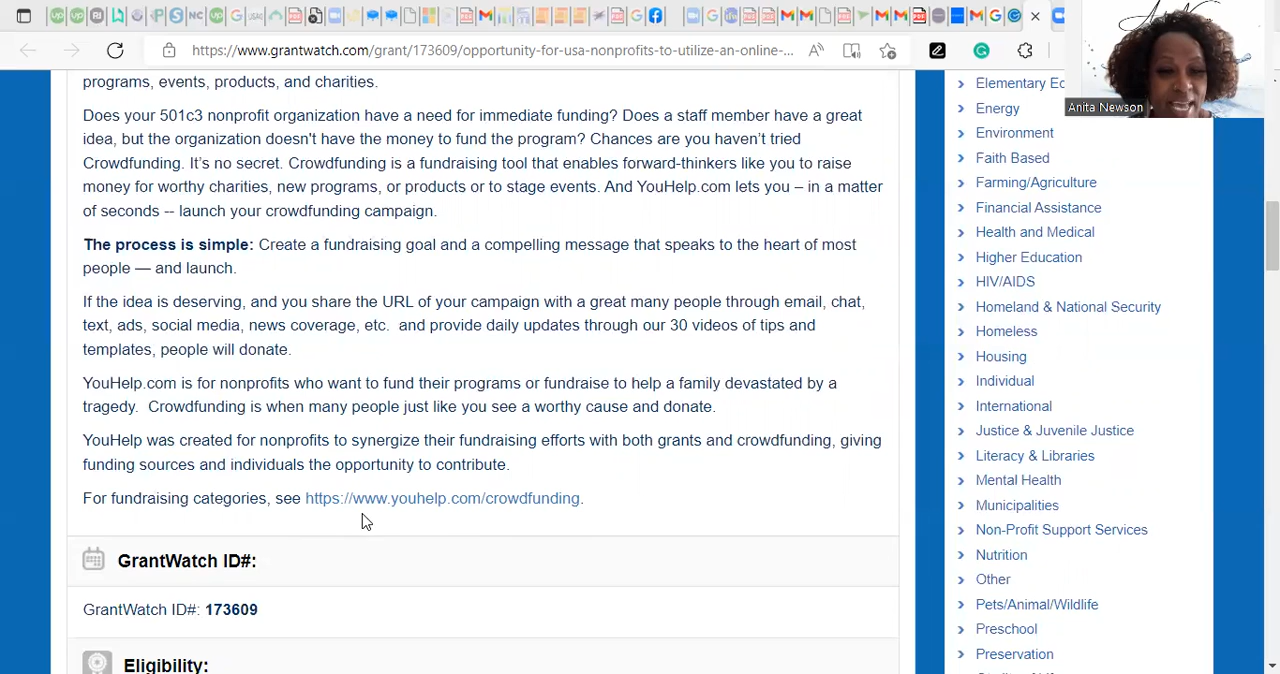 https://www.grantwatch.com/grant/173609/opportunity-for-usa-nonprofits-to-utilize-an-online-...
Anita Newson
programs, events, products, and charities.
Does your 501c3 nonprofit organization have a need for immediate funding? Does a staff member have a great
idea, but the organization doesn't have the money to fund the program? Chances are you haven’t tried
Crowdfunding. It’s no secret. Crowdfunding is a fundraising tool that enables forward-thinkers like you to raise
money for worthy charities, new programs, or products or to stage events. And YouHelp.com lets you – in a matter
of seconds -- launch your crowdfunding campaign.
The process is simple: Create a fundraising goal and a compelling message that speaks to the heart of most
people — and launch.
If the idea is deserving, and you share the URL of your campaign with a great many people through email, chat,
text, ads, social media, news coverage, etc. and provide daily updates through our 30 videos of tips and
templates, people will donate.
YouHelp.com is for nonprofits who want to fund their programs or fundraise to help a family devastated by a
tragedy. Crowdfunding is when many people just like you see a worthy cause and donate.
YouHelp was created for nonprofits to synergize their fundraising efforts with both grants and crowdfunding, giving
funding sources and individuals the opportunity to contribute.
For fundraising categories, see https://www.youhelp.com/crowdfunding.
GrantWatch ID#:
GrantWatch ID#: 173609
Eligibility:
Elementary Ec
Energy
Environment
Faith Based
Farming/Agriculture
Financial Assistance
Health and Medical
Higher Education
HIV/AIDS
Homeland & National Security
Homeless
Housing
Individual
International
Justice & Juvenile Justice
Literacy & Libraries
Mental Health
Municipalities
Non-Profit Support Services
Nutrition
Other
Pets/Animal/Wildlife
Preschool
Preservation